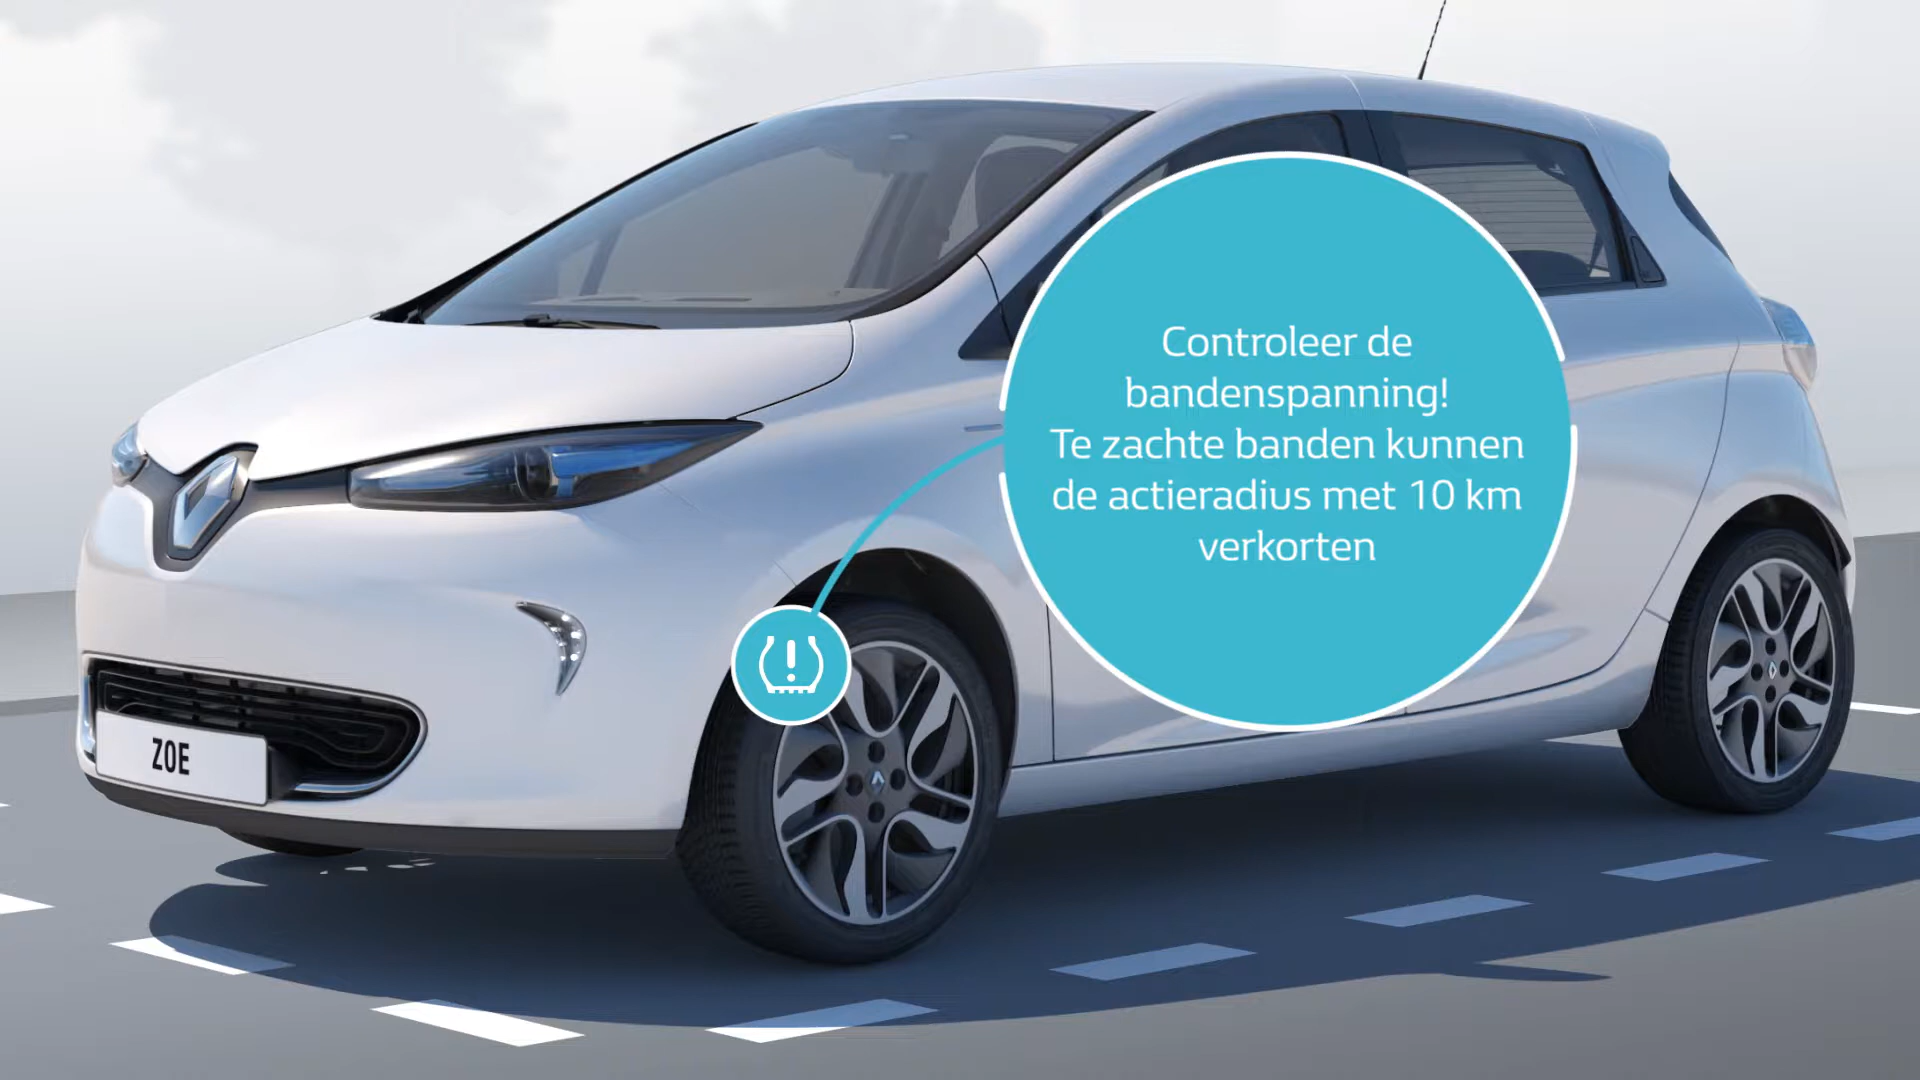 Controleer de
bandenspanning!
Te zachte banden kunnen
de actieradius met 10 km
verkorten
ZOE